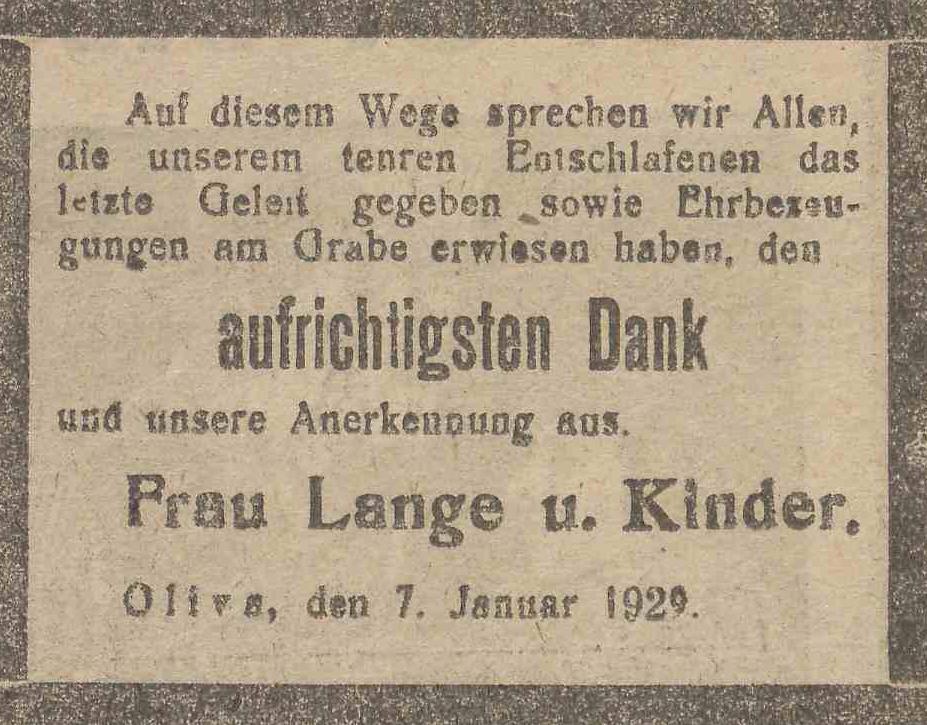 Auf diesem Wege sprechen wir Allen,
die unserem tenren Entschlafenen das
letzte Geleit gegeben sowie Ehrbezeu-
gungen am Grabe erwiesen haben, den
aufrichtigsten Dank
und unsere Anerkennung aus.
Frau Lange u. Kinder.
Oliva, den 7. Januar 1929.